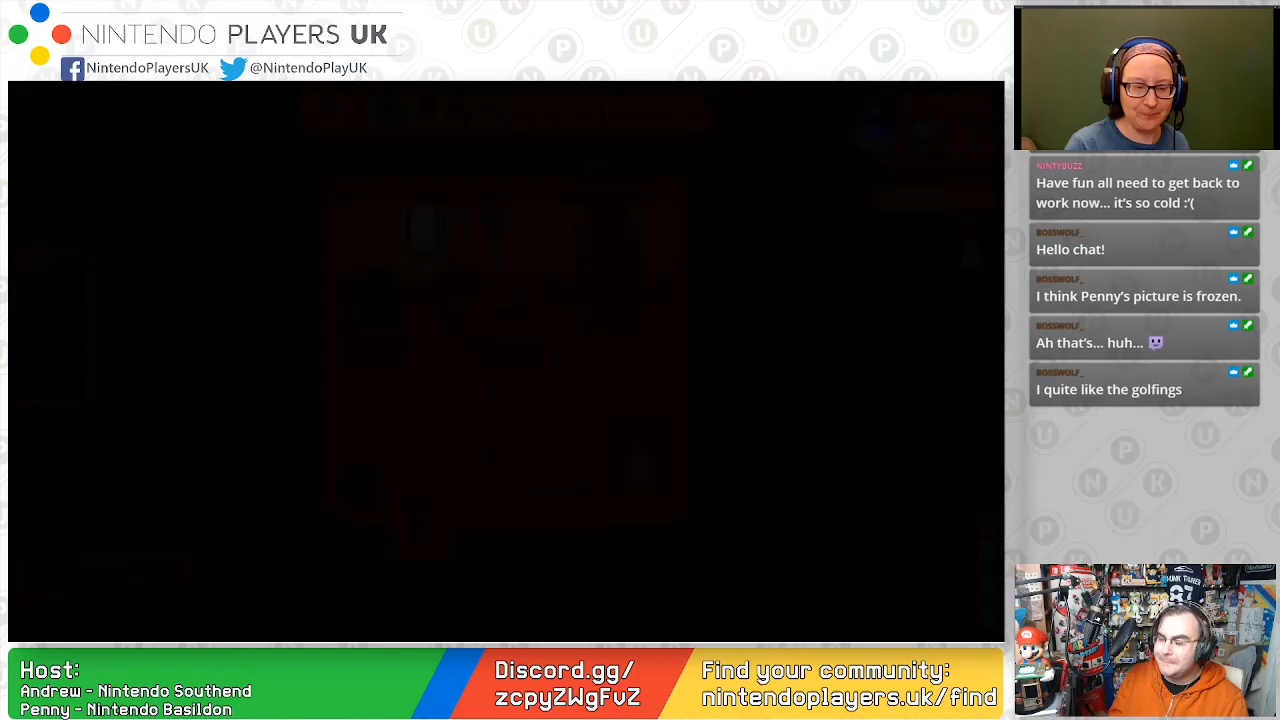 NINTENDO PLAYERS UK
NintendoPlayersUK @NintendoPlayUK
NINTYBUZZ
Have fun all need to get back to
work now... it's so cold :'(
BOSSWOLF_
Hello chat!
BOSSWOLF_
I think Penny's picture is frozen.
BOSSWOLF_
Ah that's... huh...
BOSSWOLF_
I quite like the golfings
87
Host:
Andrew - Nintendo Southend
Penny - Nintendo Basildon
Discord.gg/
zcpyZWgFvZ
Find your community:
nintendoplayers.uk/find